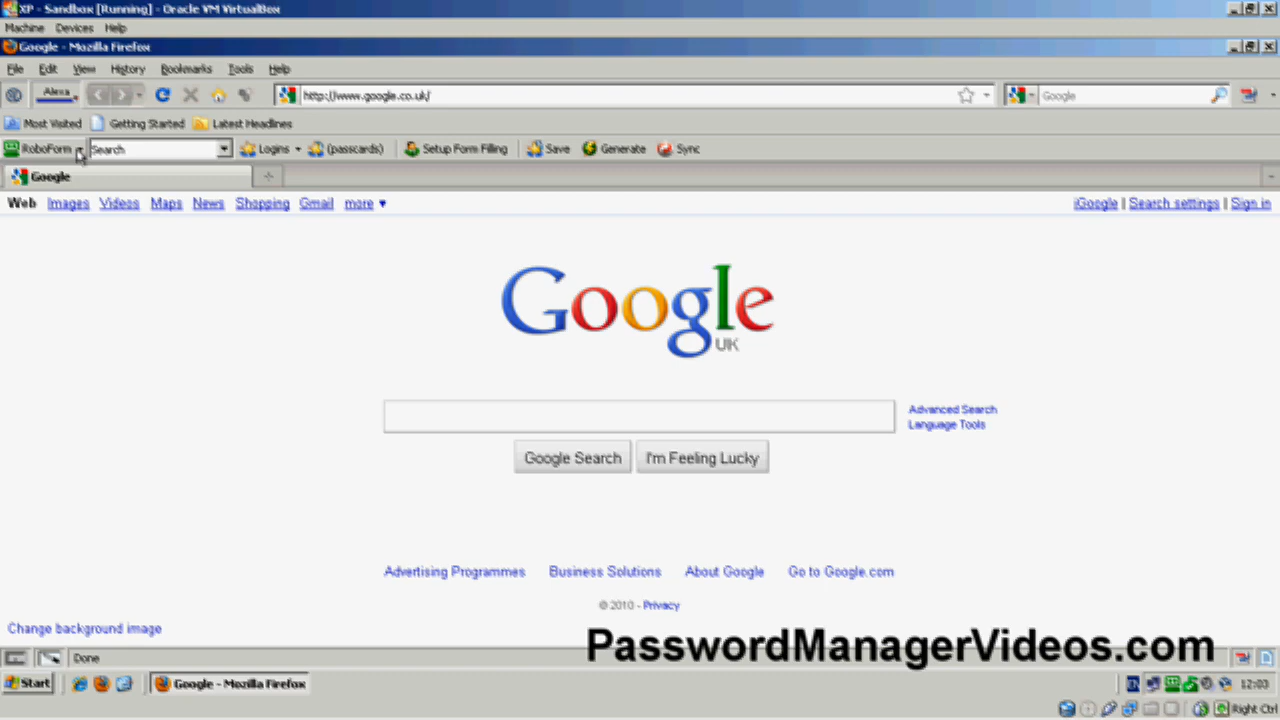 XP - Sandbox [Running] - Oracle VM VirtualBox
Machine Devices Help
Google - Mozilla Firefox
File Edit View History Bookmarks Tools Help
Alexa http://www.google.co.uk/ Google
Most Visited Getting Started Latest Headlines
RoboForm Search Logins (passcards) Setup Form Filling Save Generate Sync
Google
Web Images Videos Maps News Shopping Gmail more iGoogle | Search settings | Sign in
Google
UK
Advanced Search
Language Tools
Google Search I'm Feeling Lucky
Advertising Programmes Business Solutions About Google Go to Google.com
© 2010 - Privacy
Change background image
PasswordManagerVideos.com
Done
Start Google - Mozilla Firefox EN 12:03
Right Ctrl